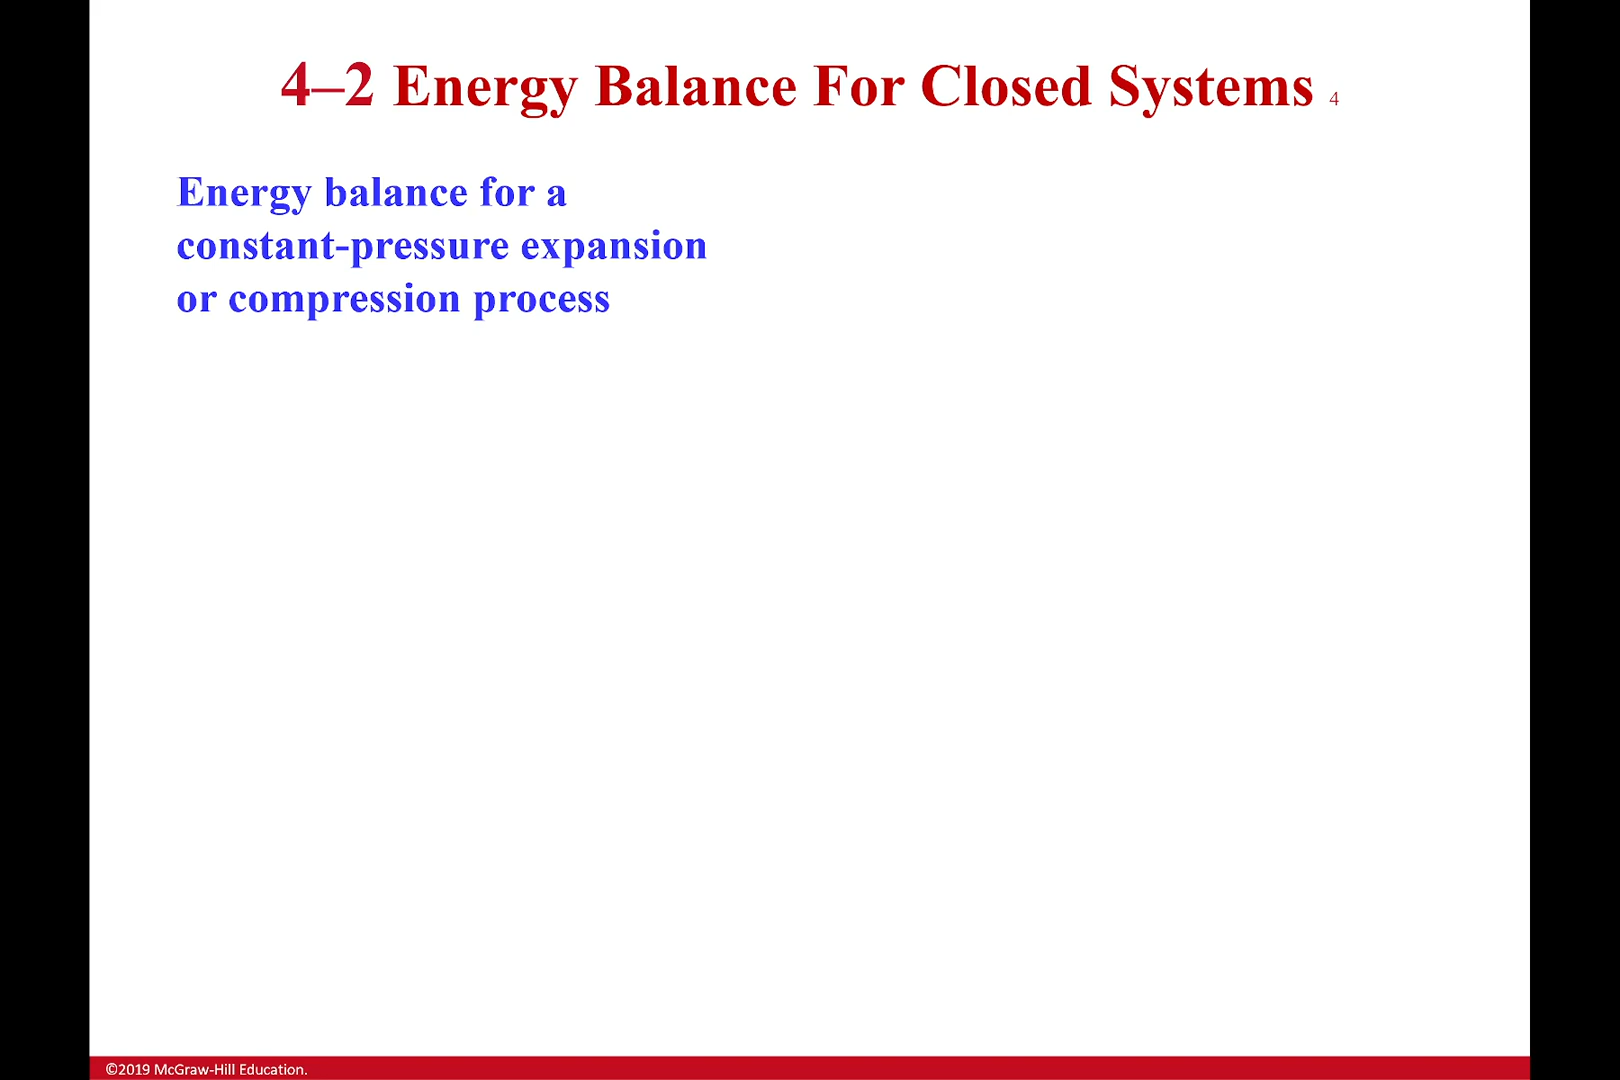 4–2 Energy Balance For Closed Systems 4
Energy balance for a
constant-pressure expansion
or compression process
©2019 McGraw-Hill Education.